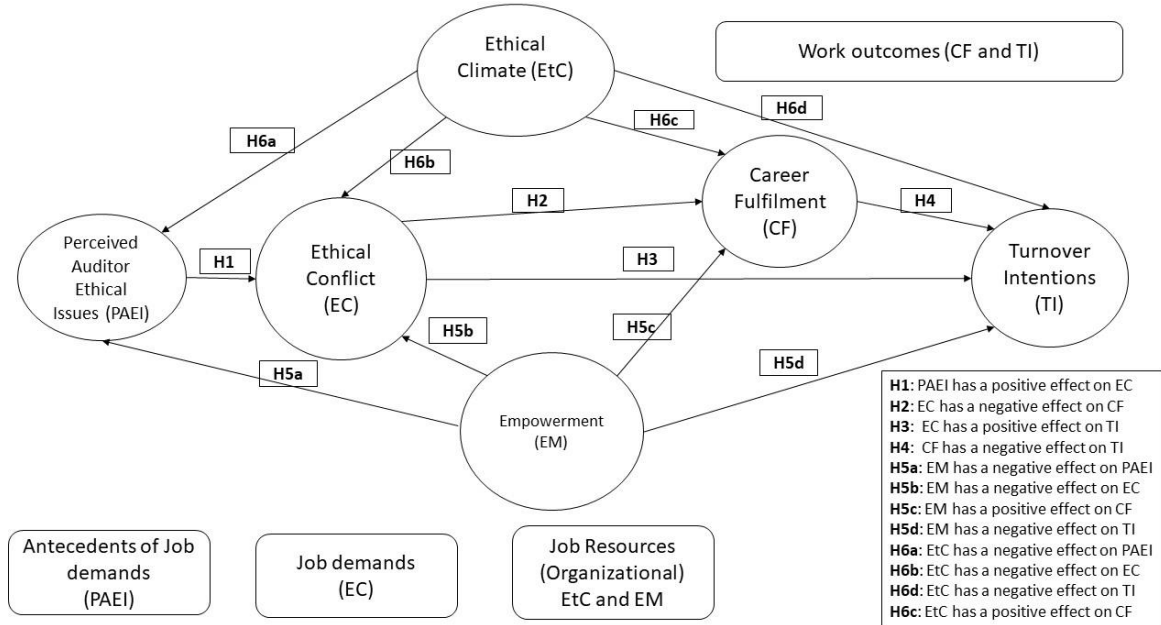 Ethical
Climate (EtC)
Work outcomes (CF and TI)
H6d
H6a
H6c
H6b
Career
Fulfilment
(CF)
H2
H4
Perceived
Auditor
Ethical
Issues (PAEI)
H1
Ethical
Conflict
(EC)
H3
Turnover
Intentions
(TI)
H5b
H5c
H5a
H5d
Empowerment
(EM)
H1: PAEI has a positive effect on EC
H2: EC has a negative effect on CF
H3: EC has a positive effect on TI
H4: CF has a negative effect on TI
H5a: EM has a negative effect on PAEI
H5b: EM has a negative effect on EC
H5c: EM has a positive effect on CF
H5d: EM has a negative effect on TI
H6a: EtC has a negative effect on PAEI
H6b: EtC has a negative effect on EC
H6d: EtC has a negative effect on TI
H6c: EtC has a positive effect on CF
Antecedents of Job
demands
(PAEI)
Job demands
(EC)
Job Resources
(Organizational)
EtC and EM